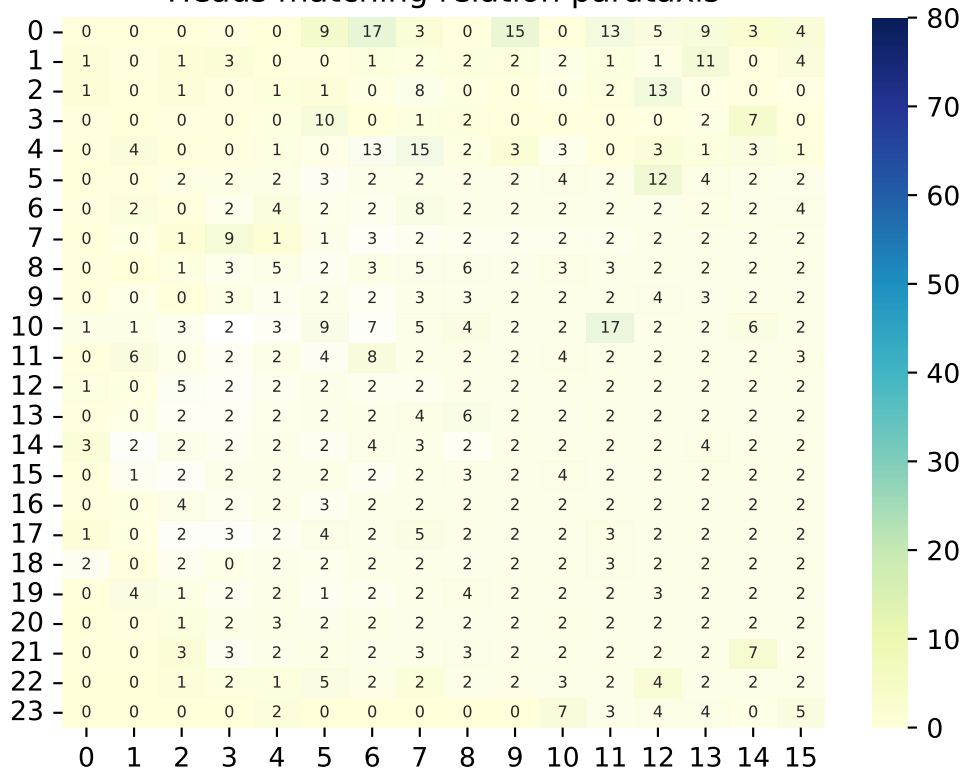 Heads matching relation parataxis
0 0 0 0 0 0 9 17 3 0 15 0 13 5 9 3 4
1 1 0 1 3 0 0 1 2 2 2 2 1 1 11 0 4
2 1 0 1 0 1 1 0 8 0 0 0 2 13 0 0 0
3 0 0 0 0 0 10 0 1 2 0 0 0 0 2 7 0
4 0 4 0 0 1 0 13 15 2 3 3 0 3 1 3 1
5 0 0 2 2 2 3 2 2 2 2 4 2 12 4 2 2
6 0 2 0 2 4 2 2 8 2 2 2 2 2 2 2 4
7 0 0 1 9 1 1 3 2 2 2 2 2 2 2 2 2
8 0 0 1 3 5 2 3 5 6 2 3 3 2 2 2 2
9 0 0 0 3 1 2 2 3 3 2 2 2 4 3 2 2
10 1 1 3 2 3 9 7 5 4 2 2 17 2 2 6 2
11 0 6 0 2 2 4 8 2 2 2 4 2 2 2 2 3
12 1 0 5 2 2 2 2 2 2 2 2 2 2 2 2 2
13 0 0 2 2 2 2 2 4 6 2 2 2 2 2 2 2
14 3 2 2 2 2 2 4 3 2 2 2 2 2 4 2 2
15 0 1 2 2 2 2 2 2 3 2 4 2 2 2 2 2
16 0 0 4 2 2 3 2 2 2 2 2 2 2 2 2 2
17 1 0 2 3 2 4 2 5 2 2 2 3 2 2 2 2
18 2 0 2 0 2 2 2 2 2 2 2 3 2 2 2 2
19 0 4 1 2 2 1 2 2 4 2 2 2 3 2 2 2
20 0 0 1 2 3 2 2 2 2 2 2 2 2 2 2 2
21 0 0 3 3 2 2 2 3 3 2 2 2 2 2 7 2
22 0 0 1 2 1 5 2 2 2 2 3 2 4 2 2 2
23 0 0 0 0 2 0 0 0 0 0 7 3 4 4 0 5
0 1 2 3 4 5 6 7 8 9 10 11 12 13 14 15
80
70
60
50
40
30
20
10
0